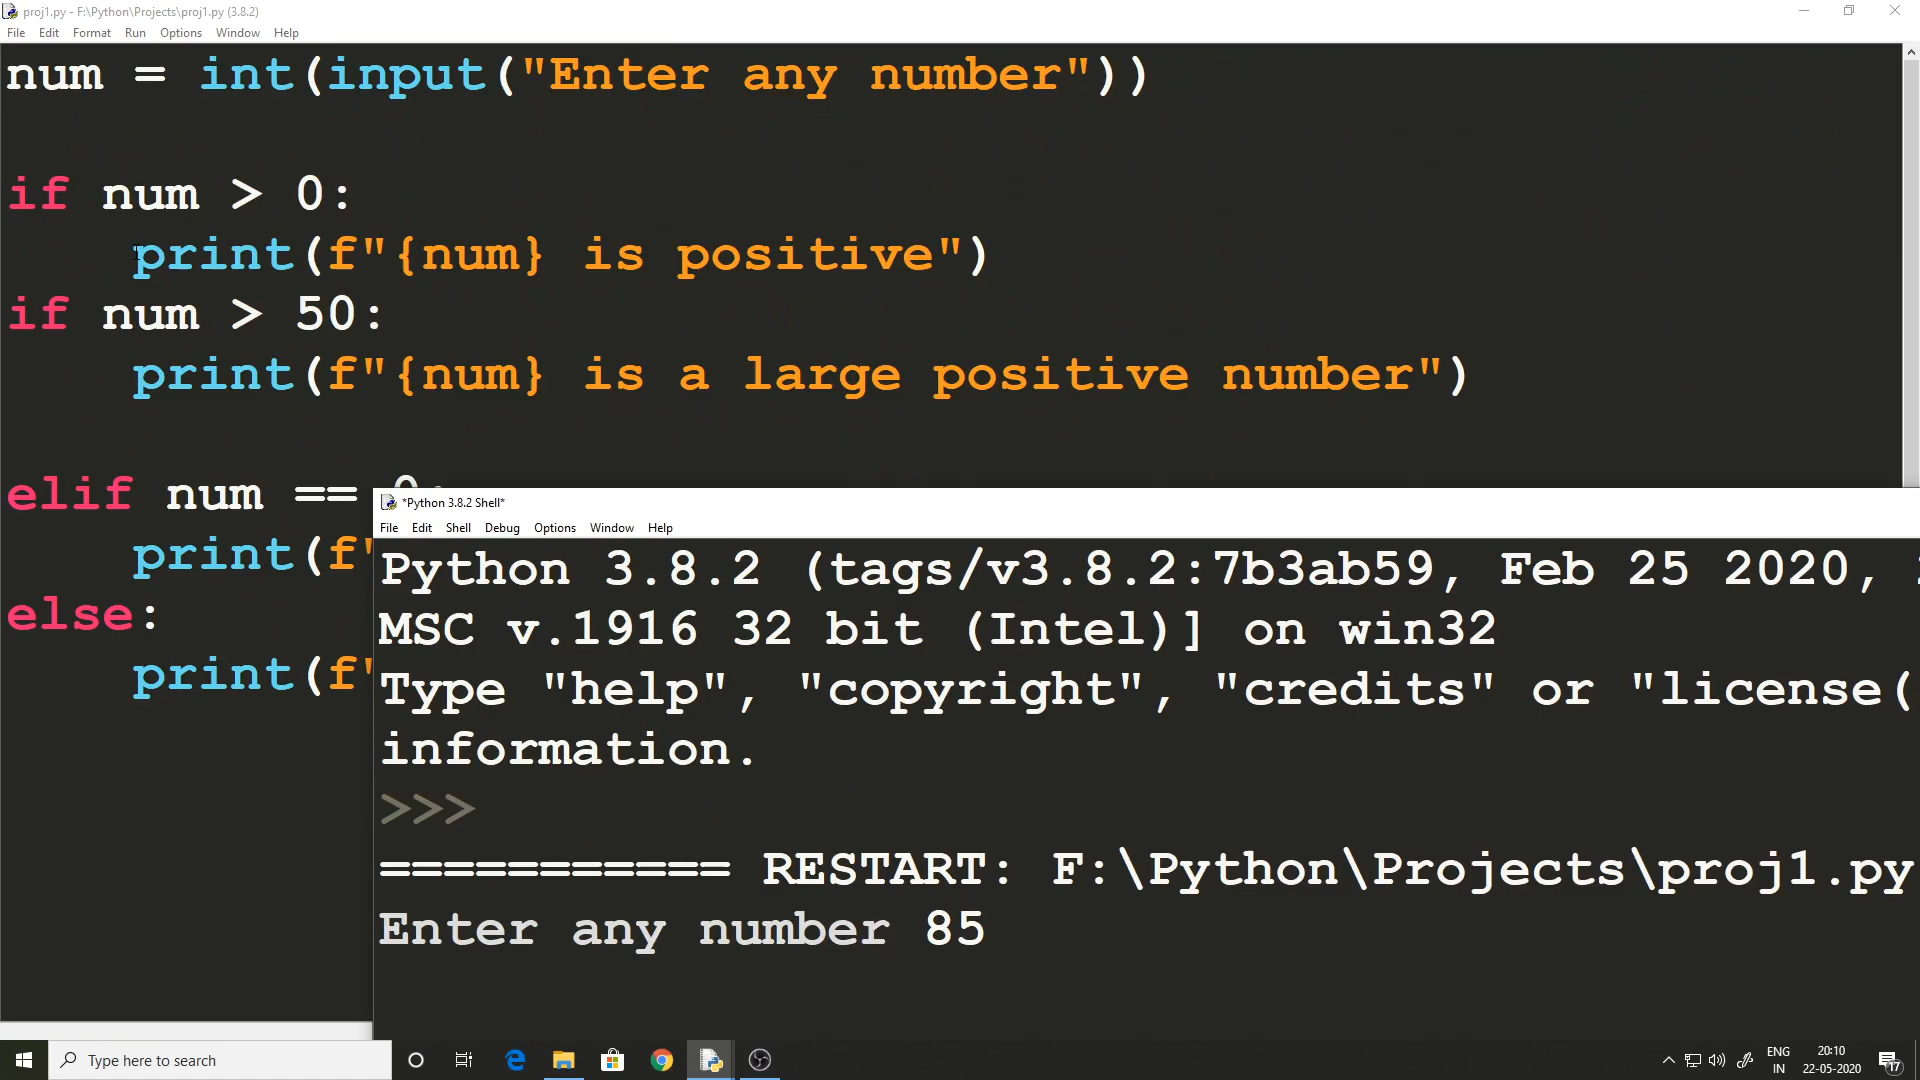 proj1.py - F:\Python\Projects\proj1.py (3.8.2)
File Edit Format Run Options Window Help
num = int(input("Enter any number"))
if num > 0:
print(f"{num} is positive")
if num > 50:
print(f"{num} is a large positive number")
elif num ==
print(f"
else:
print(f"
*Python 3.8.2 Shell*
File Edit Shell Debug Options Window Help
Python 3.8.2 (tags/v3.8.2:7b3ab59, Feb 25 2020,
MSC v.1916 32 bit (Intel)] on win32
Type "help", "copyright", "credits" or "license(
information.
>>>
=========== RESTART: F:\Python\Projects\proj1.py
Enter any number 85
Type here to search
ENG
IN
20:10
22-05-2020
17